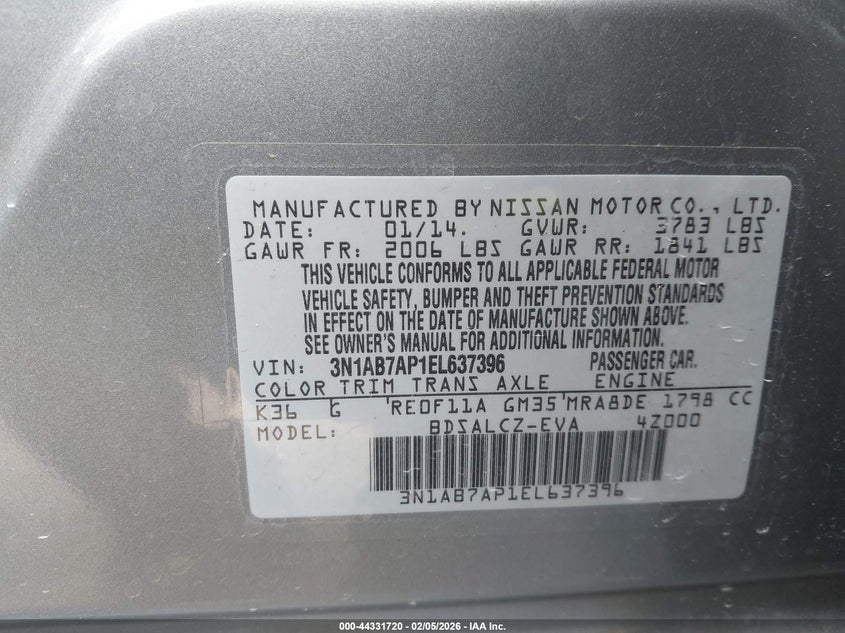 MANUFACTURED BY NISSAN MOTOR CO., LTD.
DATE: 01/14. GVWR: 3783 LBS
GAWR FR: 2006 LBS GAWR RR: 1841 LBS
THIS VEHICLE CONFORMS TO ALL APPLICABLE FEDERAL MOTOR
VEHICLE SAFETY, BUMPER AND THEFT PREVENTION STANDARDS
IN EFFECT ON THE DATE OF MANUFACTURE SHOWN ABOVE.
SEE OWNER'S MANUAL FOR ADDITIONAL INFORMATION.
VIN: 3N1AB7AP1EL637396 PASSENGER CAR.
COLOR TRIM TRANS AXLE ENGINE
K36 G RE0F11A GM35 MRA8DE 1798 CC
MODEL: BDSALCZ-EVA 4Z000
3N1AB7AP1EL637396
000-44331720 - 02/05/2026 - IAA Inc.